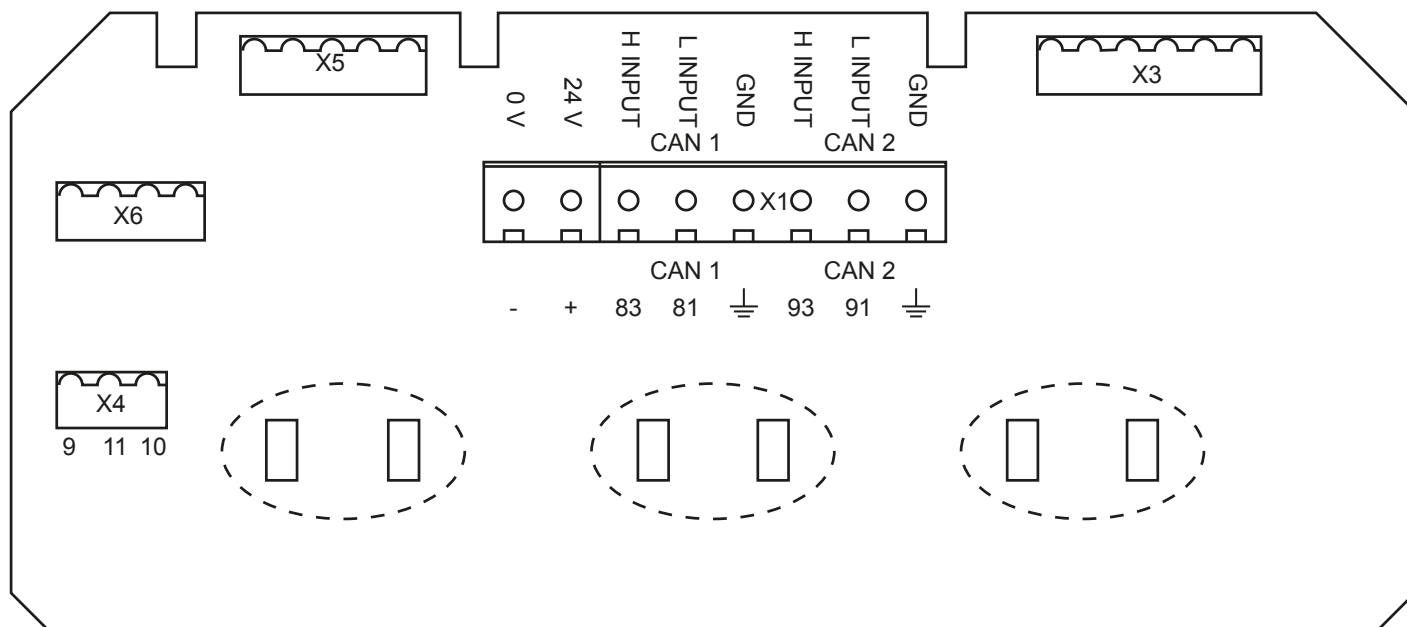 X5
X3
0 V
24 V
H INPUT
L INPUT
GND
H INPUT
L INPUT
GND
CAN 1 CAN 2
X6
X1
CAN 1 CAN 2
- + 83 81 93 91
X4
9 11 10